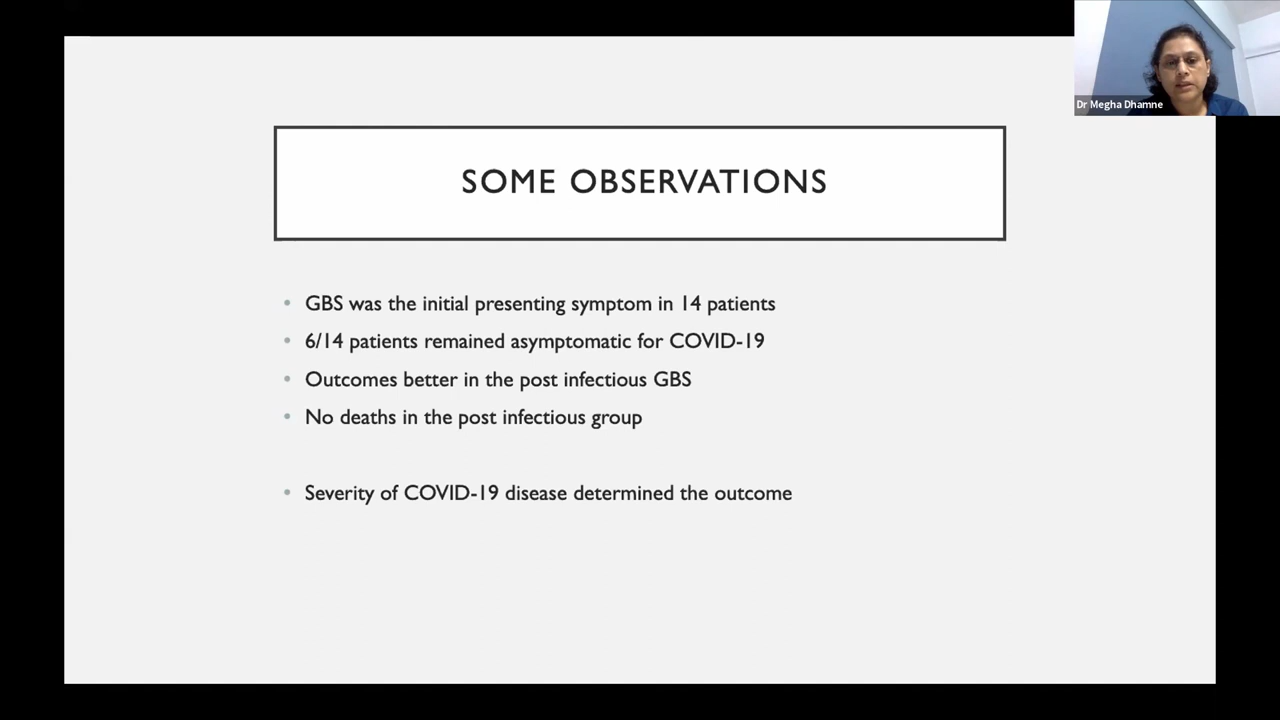 Dr Megha Dhamne
SOME OBSERVATIONS
• GBS was the initial presenting symptom in 14 patients
• 6/14 patients remained asymptomatic for COVID-19
• Outcomes better in the post infectious GBS
• No deaths in the post infectious group
• Severity of COVID-19 disease determined the outcome